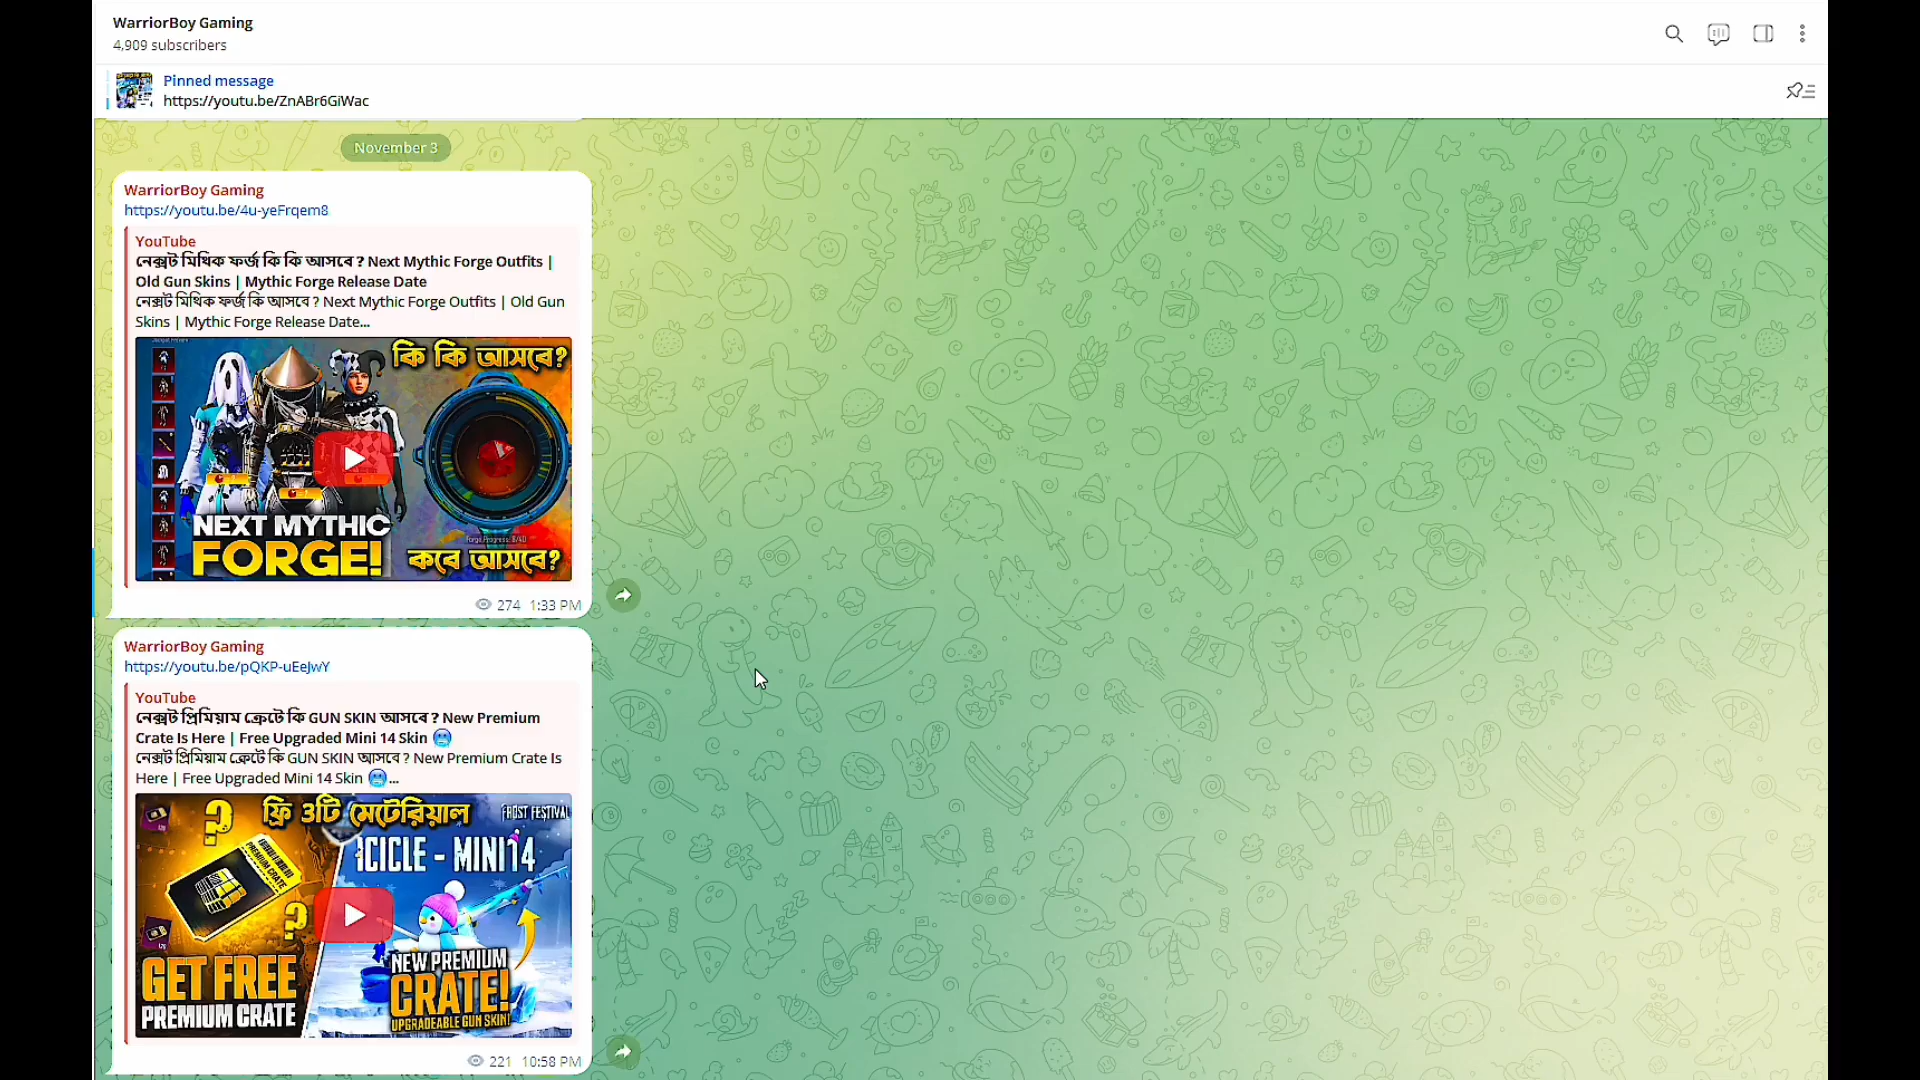 WarriorBoy Gaming
4,909 subscribers
Pinned message
https://youtu.be/ZnABr6GiWac
November 3
WarriorBoy Gaming
https://youtu.be/4u-yeFrqem8
YouTube
নেক্সট মিথিক ফর্জ কি কি আসবে ? Next Mythic Forge Outfits |
Old Gun Skins | Mythic Forge Release Date
নেক্সট মিথিক ফর্জ কি আসবে ? Next Mythic Forge Outfits | Old Gun
Skins | Mythic Forge Release Date...
কি কি আসবে?
NEXT MYTHIC
FORGE!
Forge Progress: 8/40
কবে আসবে?
274 1:33 PM
WarriorBoy Gaming
https://youtu.be/pQKP-uEeJwY
YouTube
নেক্সট প্রিমিয়াম ক্রেটে কি GUN SKIN আসবে ? New Premium
Crate Is Here | Free Upgraded Mini 14 Skin 🥶
নেক্সট প্রিমিয়াম ক্রেটে কি GUN SKIN আসবে ? New Premium Crate Is
Here | Free Upgraded Mini 14 Skin 🥶...
ফ্রি ৩টি মেটেরিয়াল
FROST FESTIVAL
ICICLE - MINI14
PREMIUM CRATE
GET FREE
PREMIUM CRATE
NEW PREMIUM
CRATE!
UPGRADEABLE GUN SKIN!
221 10:58 PM